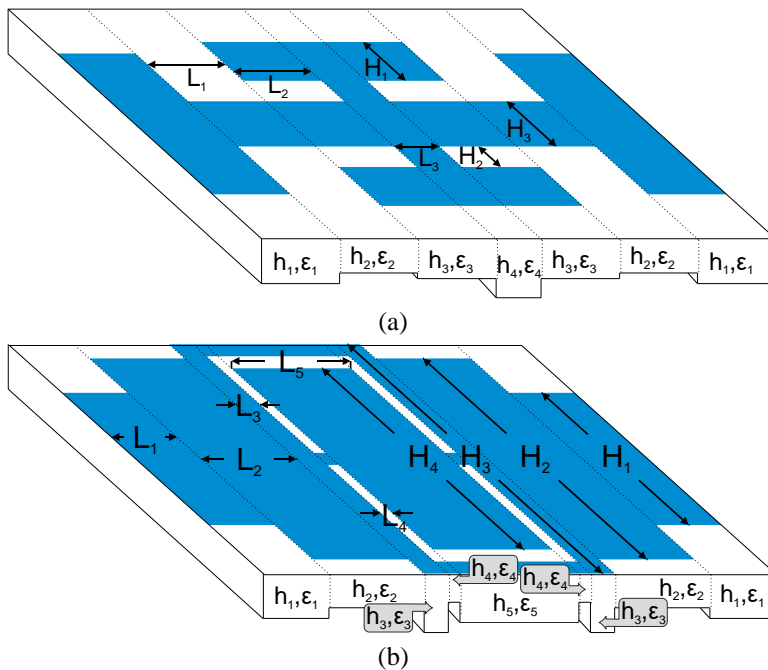 H₁
L₁ L₂
H₃
L₃ H₂
h₁,ε₁ h₂,ε₂ h₃,ε₃ h₄,ε₄ h₃,ε₃ h₂,ε₂ h₁,ε₁
(a)
L₅
L₃
L₁ L₂ H₄ H₃ H₂ H₁
L₄
h₄,ε₄ h₄,ε₄
h₁,ε₁ h₂,ε₂ h₅,ε₅ h₂,ε₂ h₁,ε₁
h₃,ε₃ h₃,ε₃
(b)